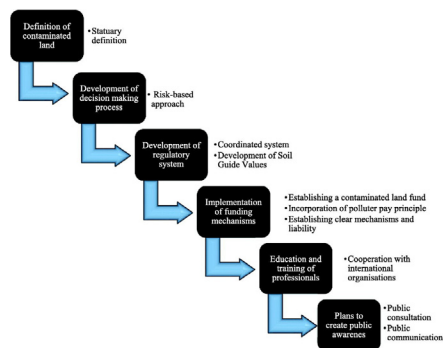 Definition of
contaminated
land
•Statuary
definition
Development of
decision making
process
• Risk-based
approach
Development of
regulatory
system
•Coordinated system
•Development of Soil
Guide Values
Implementation
of funding
mechanisms
•Establishing a contaminated land fund
•Incorporation of polluter pay principle
•Establishing clear mechanisms and
liability
Education and
training of
professionals
•Cooperation with
international
organisations
Plans to
create public
awarenes
•Public
consultation
•Public
communication